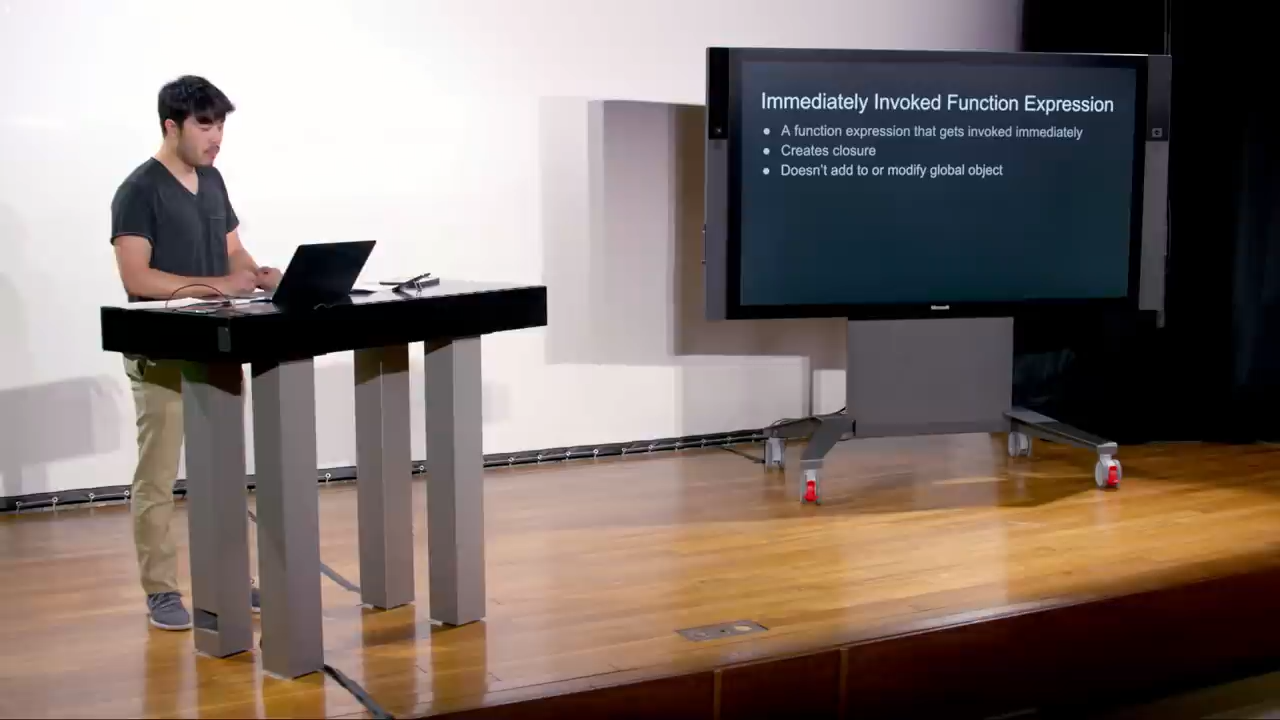 Immediately Invoked Function Expression
● A function expression that gets invoked immediately
● Creates closure
● Doesn't add to or modify global object
Microsoft